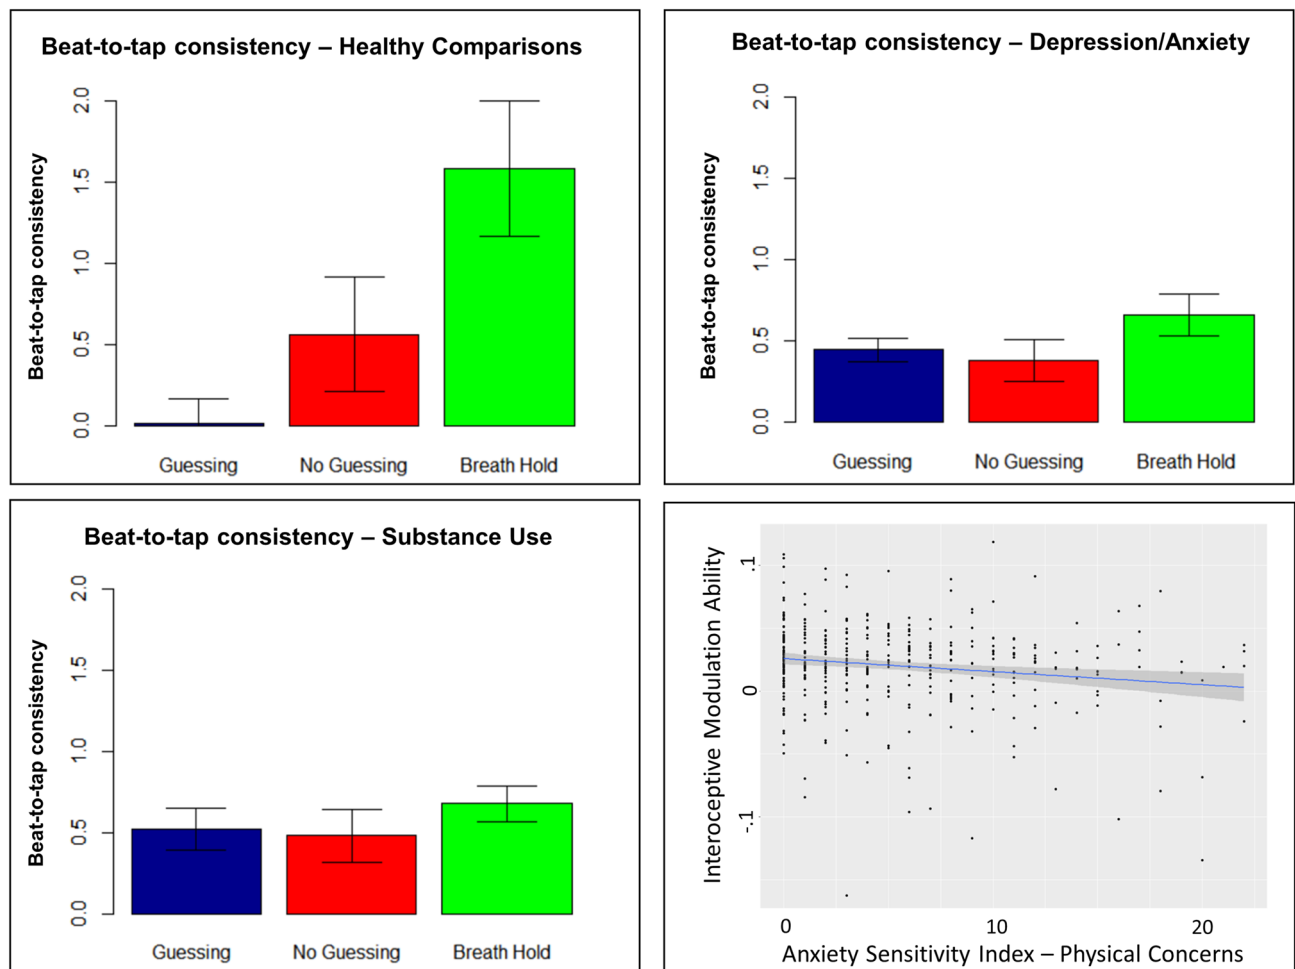 Beat-to-tap consistency – Healthy Comparisons
Beat-to-tap consistency
2.0
1.5
1.0
0.5
0.0
Guessing No Guessing Breath Hold
Beat-to-tap consistency – Depression/Anxiety
Beat-to-tap consistency
2.0
1.5
1.0
0.5
0.0
Guessing No Guessing Breath Hold
Beat-to-tap consistency – Substance Use
Beat-to-tap consistency
2.0
1.5
1.0
0.5
0.0
Guessing No Guessing Breath Hold
Interoceptive Modulation Ability
.1
0
-.1
0 10 20
Anxiety Sensitivity Index – Physical Concerns